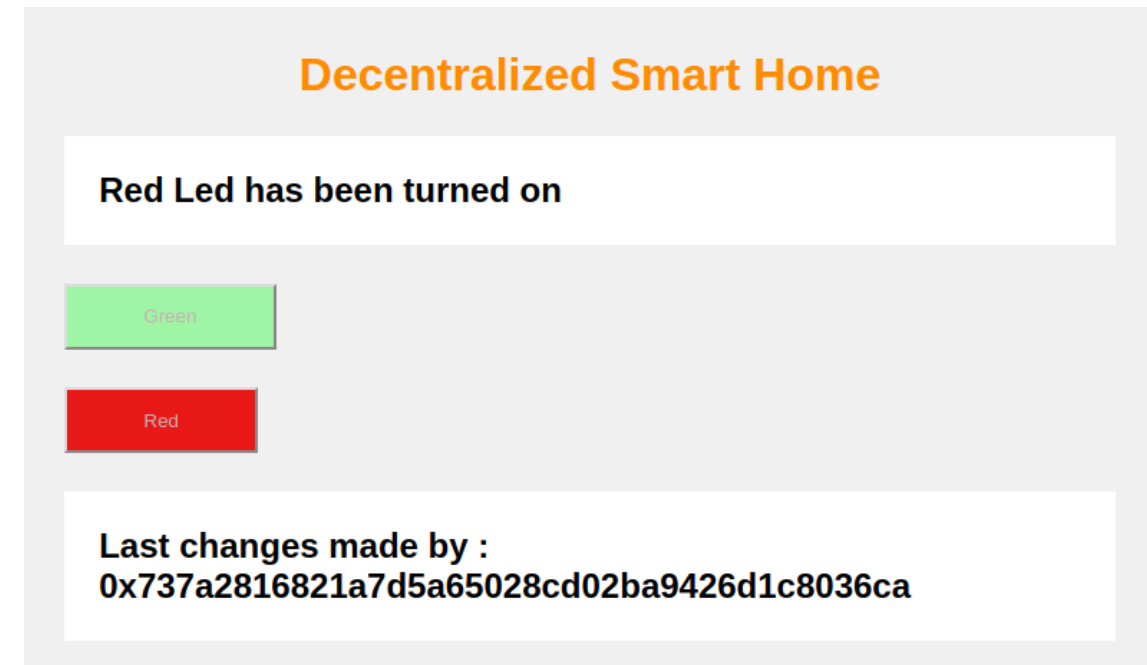 Decentralized Smart Home
Red Led has been turned on
Green
Red
Last changes made by :
0x737a2816821a7d5a65028cd02ba9426d1c8036ca